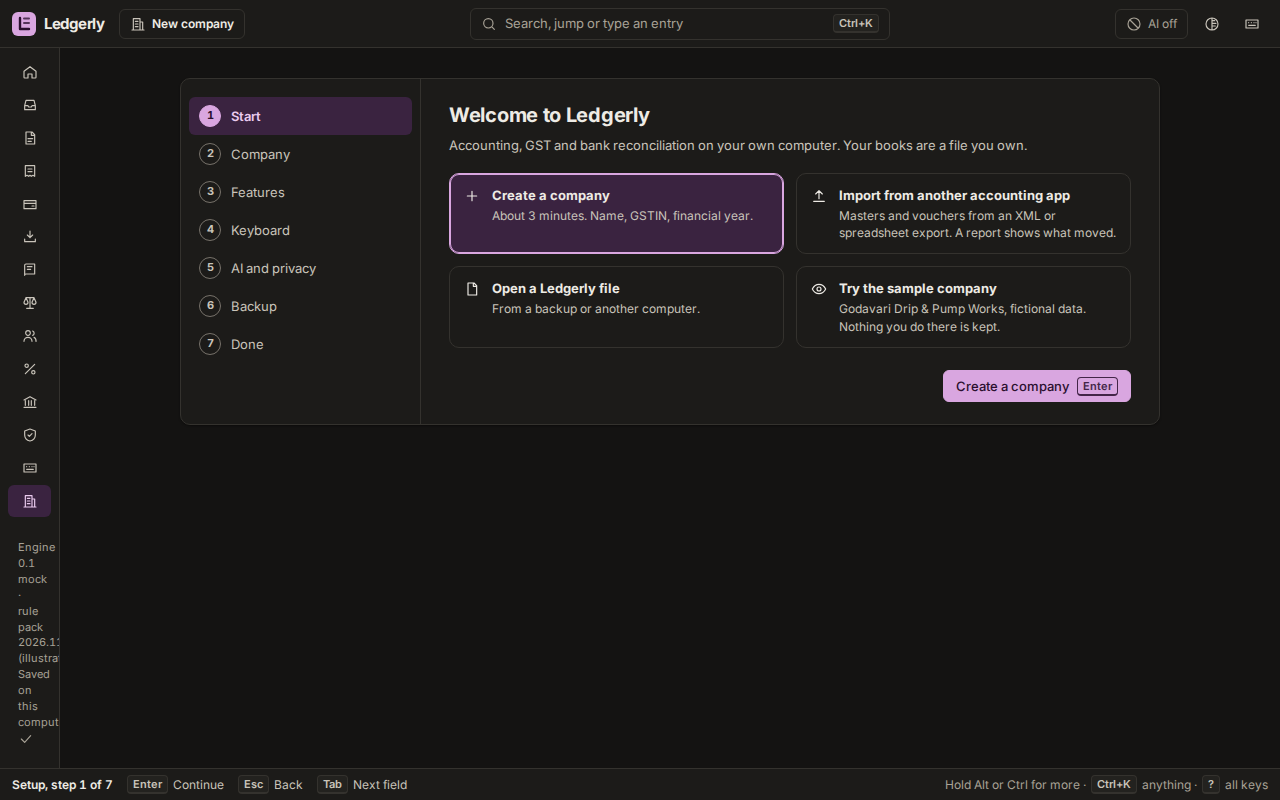 Ledgerly
New company
Search, jump or type an entry
Ctrl+K
AI off
1 Start
2 Company
3 Features
4 Keyboard
5 AI and privacy
6 Backup
7 Done
Welcome to Ledgerly
Accounting, GST and bank reconciliation on your own computer. Your books are a file you own.
Create a company
About 3 minutes. Name, GSTIN, financial year.
Import from another accounting app
Masters and vouchers from an XML or
spreadsheet export. A report shows what moved.
Open a Ledgerly file
From a backup or another computer.
Try the sample company
Godavari Drip & Pump Works, fictional data.
Nothing you do there is kept.
Create a company Enter
Engine
0.1
mock
·
rule
pack
Saved
on
this
Setup, step 1 of 7
Enter Continue
Esc Back
Tab Next field
Hold Alt or Ctrl for more · Ctrl+K anything · ? all keys